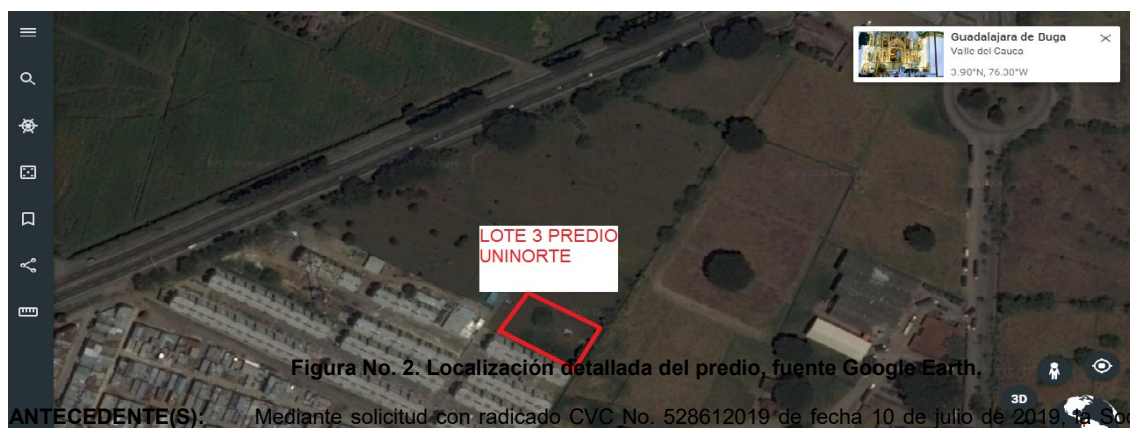 Guadalajara de Buga
Valle del Cauca
3.90°N, 76.30°W
LOTE 3 PREDIO
UNINORTE
Figura No. 2. Localización detallada del predio, fuente Google Earth.
3D
ANTECEDENTE(S): Mediante solicitud con radicado CVC No. 528612019 de fecha 10 de julio de 2019, la Soc